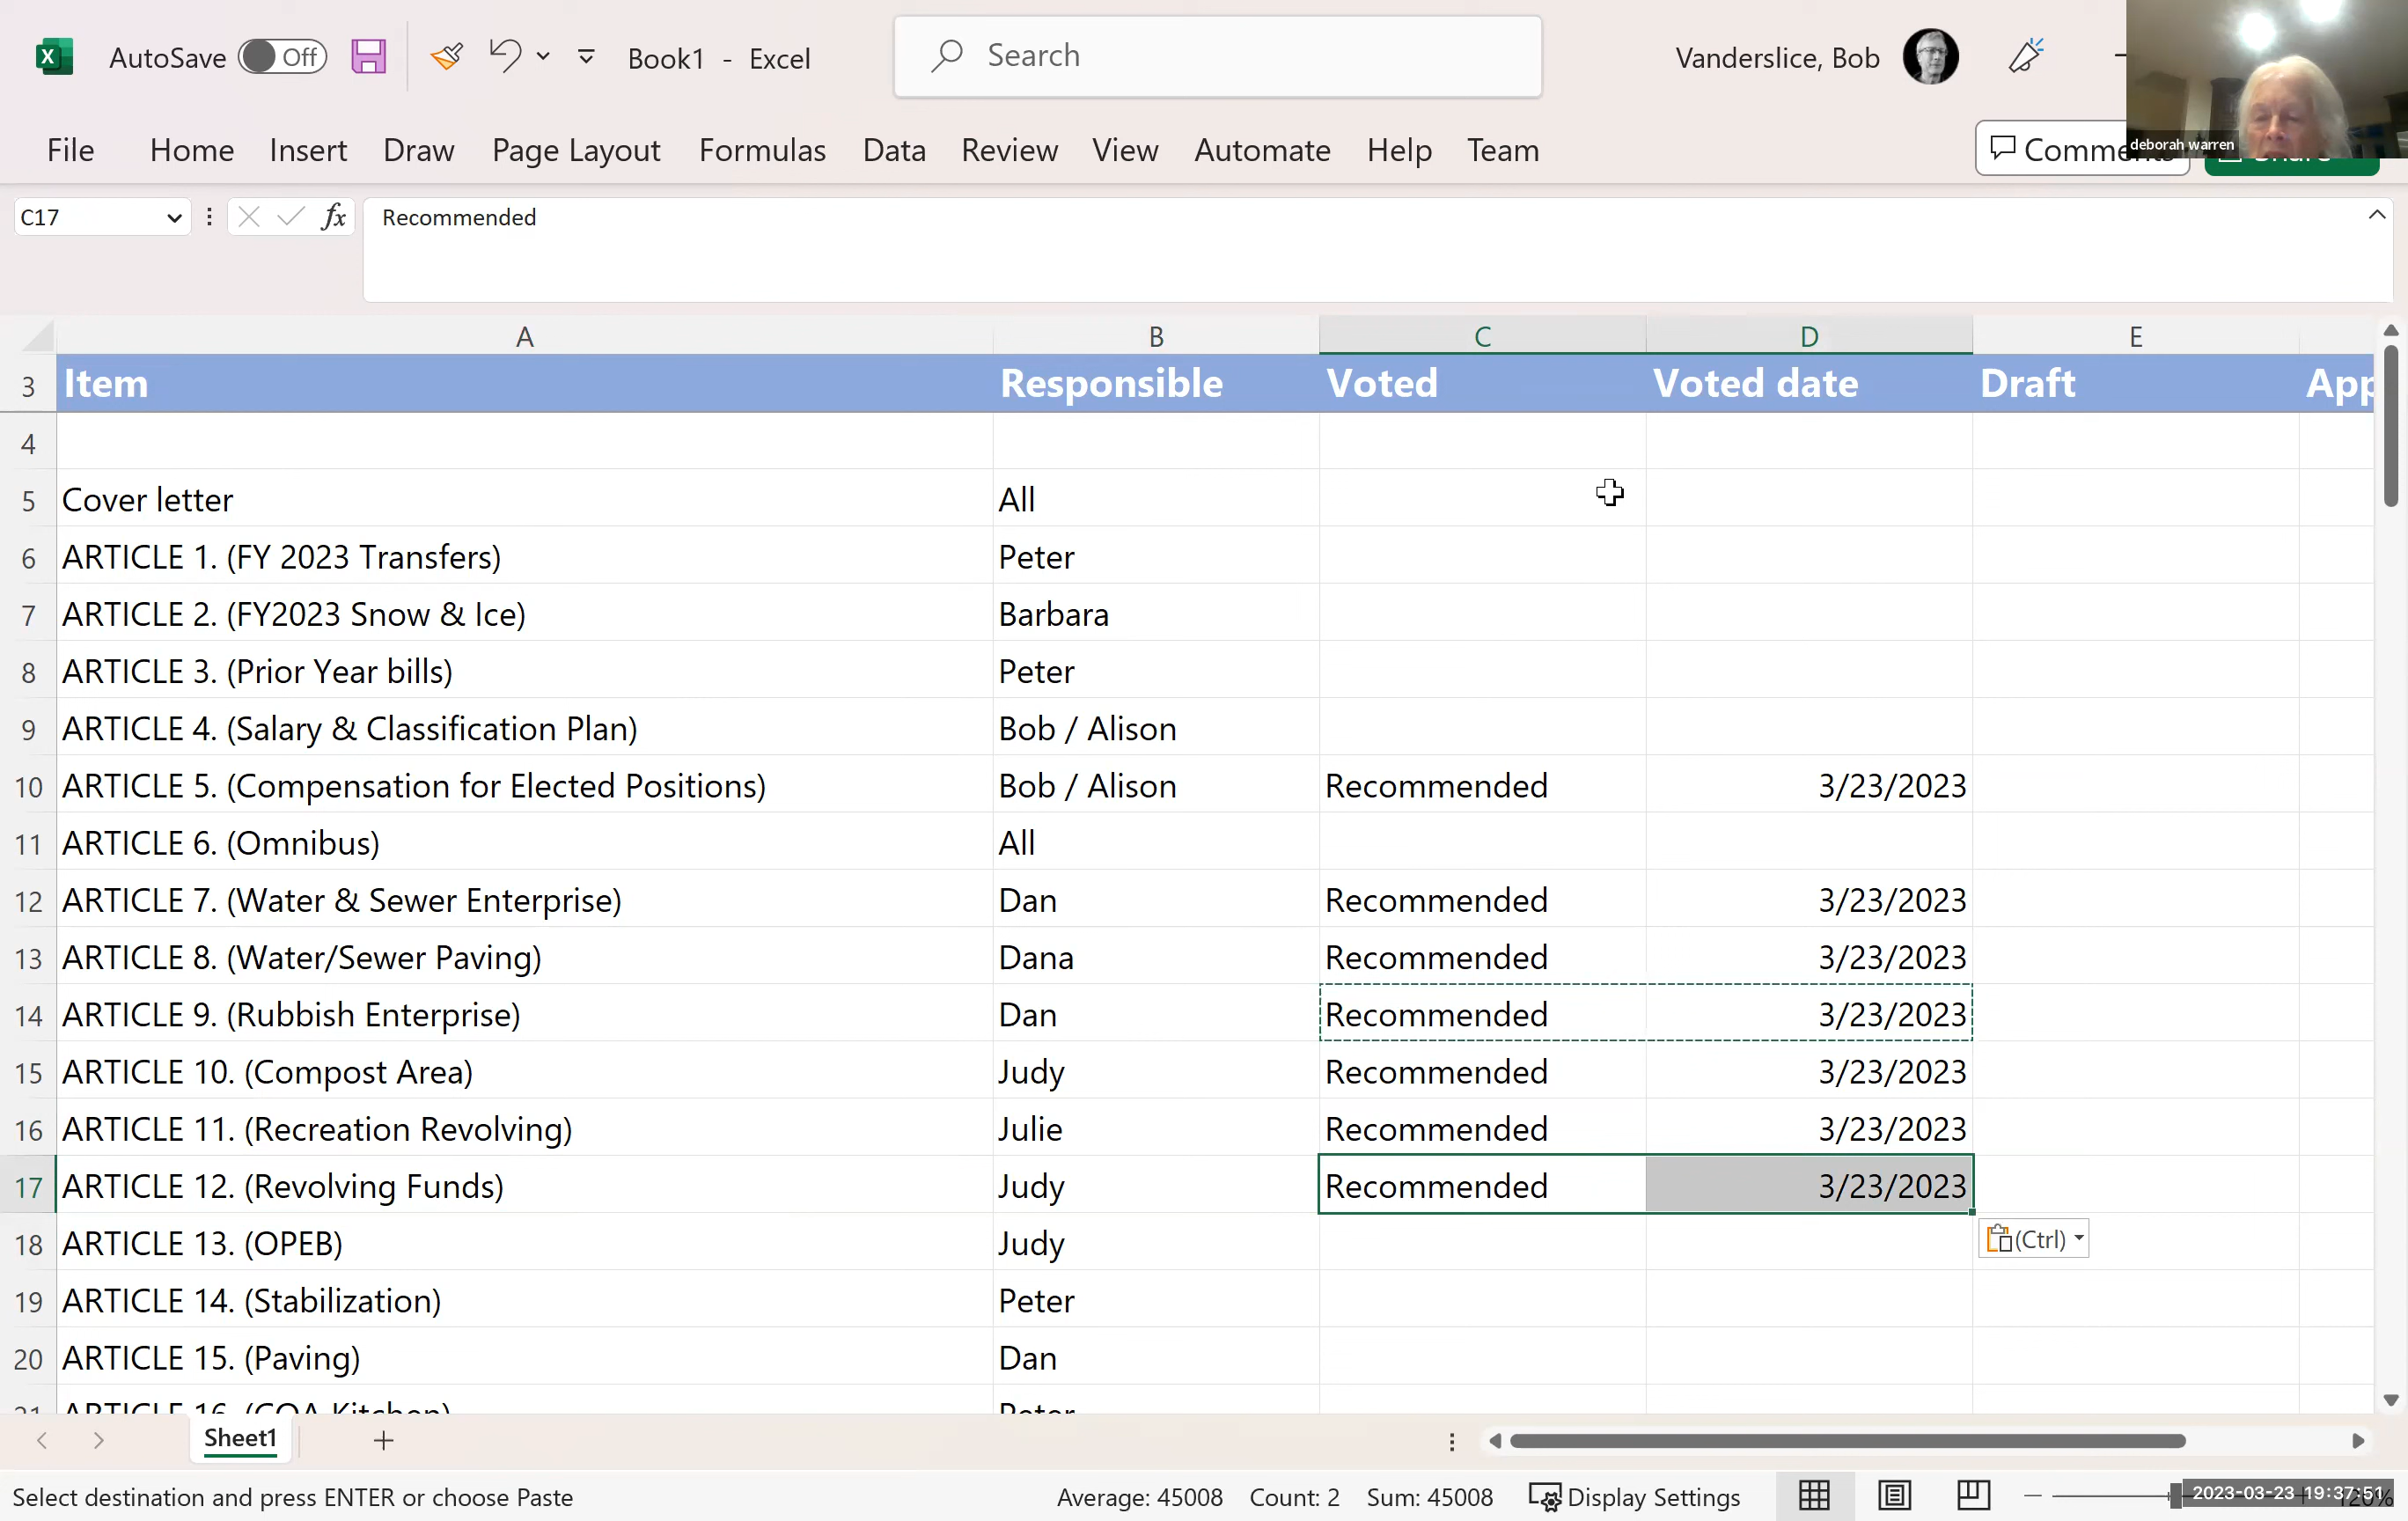 AutoSave Off Book1 - Excel Search Vanderslice, Bob
File Home Insert Draw Page Layout Formulas Data Review View Automate Help Team
deborah warren
C17 fx Recommended
A B C D E
3 Item Responsible Voted Voted date Draft App
4
5 Cover letter All
6 ARTICLE 1. (FY 2023 Transfers) Peter
7 ARTICLE 2. (FY2023 Snow & Ice) Barbara
8 ARTICLE 3. (Prior Year bills) Peter
9 ARTICLE 4. (Salary & Classification Plan) Bob / Alison
10 ARTICLE 5. (Compensation for Elected Positions) Bob / Alison Recommended 3/23/2023
11 ARTICLE 6. (Omnibus) All
12 ARTICLE 7. (Water & Sewer Enterprise) Dan Recommended 3/23/2023
13 ARTICLE 8. (Water/Sewer Paving) Dana Recommended 3/23/2023
14 ARTICLE 9. (Rubbish Enterprise) Dan Recommended 3/23/2023
15 ARTICLE 10. (Compost Area) Judy Recommended 3/23/2023
16 ARTICLE 11. (Recreation Revolving) Julie Recommended 3/23/2023
17 ARTICLE 12. (Revolving Funds) Judy Recommended 3/23/2023
18 ARTICLE 13. (OPEB) Judy (Ctrl)
19 ARTICLE 14. (Stabilization) Peter
20 ARTICLE 15. (Paving) Dan
21 ARTICLE 16. (COA Kitchen) Peter
Sheet1
Select destination and press ENTER or choose Paste Average: 45008 Count: 2 Sum: 45008 Display Settings 2023-03-23 19:37:51